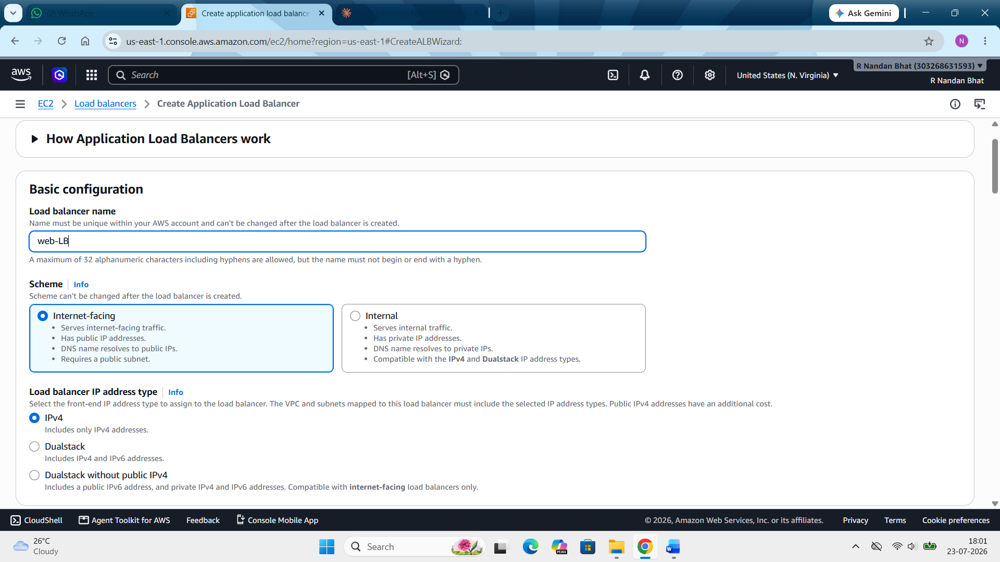 (2) WhatsApp
Create application load balance
Ask Gemini
us-east-1.console.aws.amazon.com/ec2/home?region=us-east-1#CreateALBWizard:
N
aws
Search
[Alt+S]
United States (N. Virginia) ▼
R Nandan Bhat (303268631593) ▼
R Nandan Bhat
EC2 > Load balancers > Create Application Load Balancer
How Application Load Balancers work
Basic configuration
Load balancer name
Name must be unique within your AWS account and can't be changed after the load balancer is created.
web-LB
A maximum of 32 alphanumeric characters including hyphens are allowed, but the name must not begin or end with a hyphen.
Scheme | Info
Scheme can't be changed after the load balancer is created.
Internet-facing
• Serves internet-facing traffic.
• Has public IP addresses.
• DNS name resolves to public IPs.
• Requires a public subnet.
Internal
• Serves internal traffic.
• Has private IP addresses.
• DNS name resolves to private IPs.
• Compatible with the IPv4 and Dualstack IP address types.
Load balancer IP address type | Info
Select the front-end IP address type to assign to the load balancer. The VPC and subnets mapped to this load balancer must include the selected IP address types. Public IPv4 addresses have an additional cost.
IPv4
Includes only IPv4 addresses.
Dualstack
Includes IPv4 and IPv6 addresses.
Dualstack without public IPv4
Includes a public IPv6 address, and private IPv4 and IPv6 addresses. Compatible with internet-facing load balancers only.
CloudShell
Agent Toolkit for AWS
Feedback
Console Mobile App
© 2026, Amazon Web Services, Inc. or its affiliates.
Privacy
Terms
Cookie preferences
26°C
Cloudy
Search
M365
W
18:01
23-07-2026